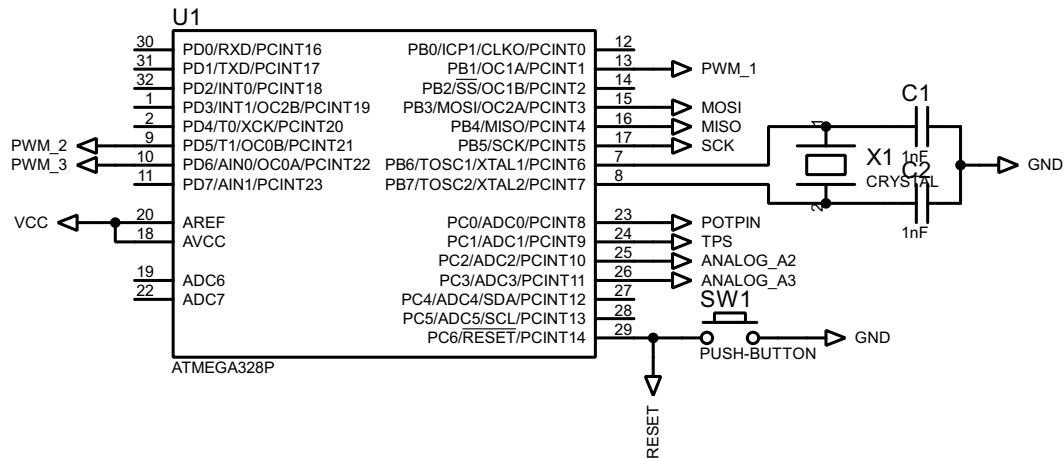 U1
30 PD0/RXD/PCINT16 PB0/ICP1/CLKO/PCINT0 12
31 PD1/TXD/PCINT17 PB1/OC1A/PCINT1 13 PWM_1
32 PD2/INT0/PCINT18 PB2/SS/OC1B/PCINT2 14
1 PD3/INT1/OC2B/PCINT19 PB3/MOSI/OC2A/PCINT3 15 MOSI
2 PD4/T0/XCK/PCINT20 PB4/MISO/PCINT4 16 MISO
PWM_2 9 PD5/T1/OC0B/PCINT21 PB5/SCK/PCINT5 17 SCK
PWM_3 10 PD6/AIN0/OC0A/PCINT22 PB6/TOSC1/XTAL1/PCINT6 7
11 PD7/AIN1/PCINT23 PB7/TOSC2/XTAL2/PCINT7 8
C1
1nF
1
X1
CRYSTAL
2
C2
1nF
GND
VCC 20 AREF PC0/ADC0/PCINT8 23 POTPIN
18 AVCC PC1/ADC1/PCINT9 24 TPS
PC2/ADC2/PCINT10 25 ANALOG_A2
19 ADC6 PC3/ADC3/PCINT11 26 ANALOG_A3
22 ADC7 PC4/ADC4/SDA/PCINT12 27
PC5/ADC5/SCL/PCINT13 28
PC6/RESET/PCINT14 29
SW1
PUSH-BUTTON
GND
ATMEGA328P
RESET